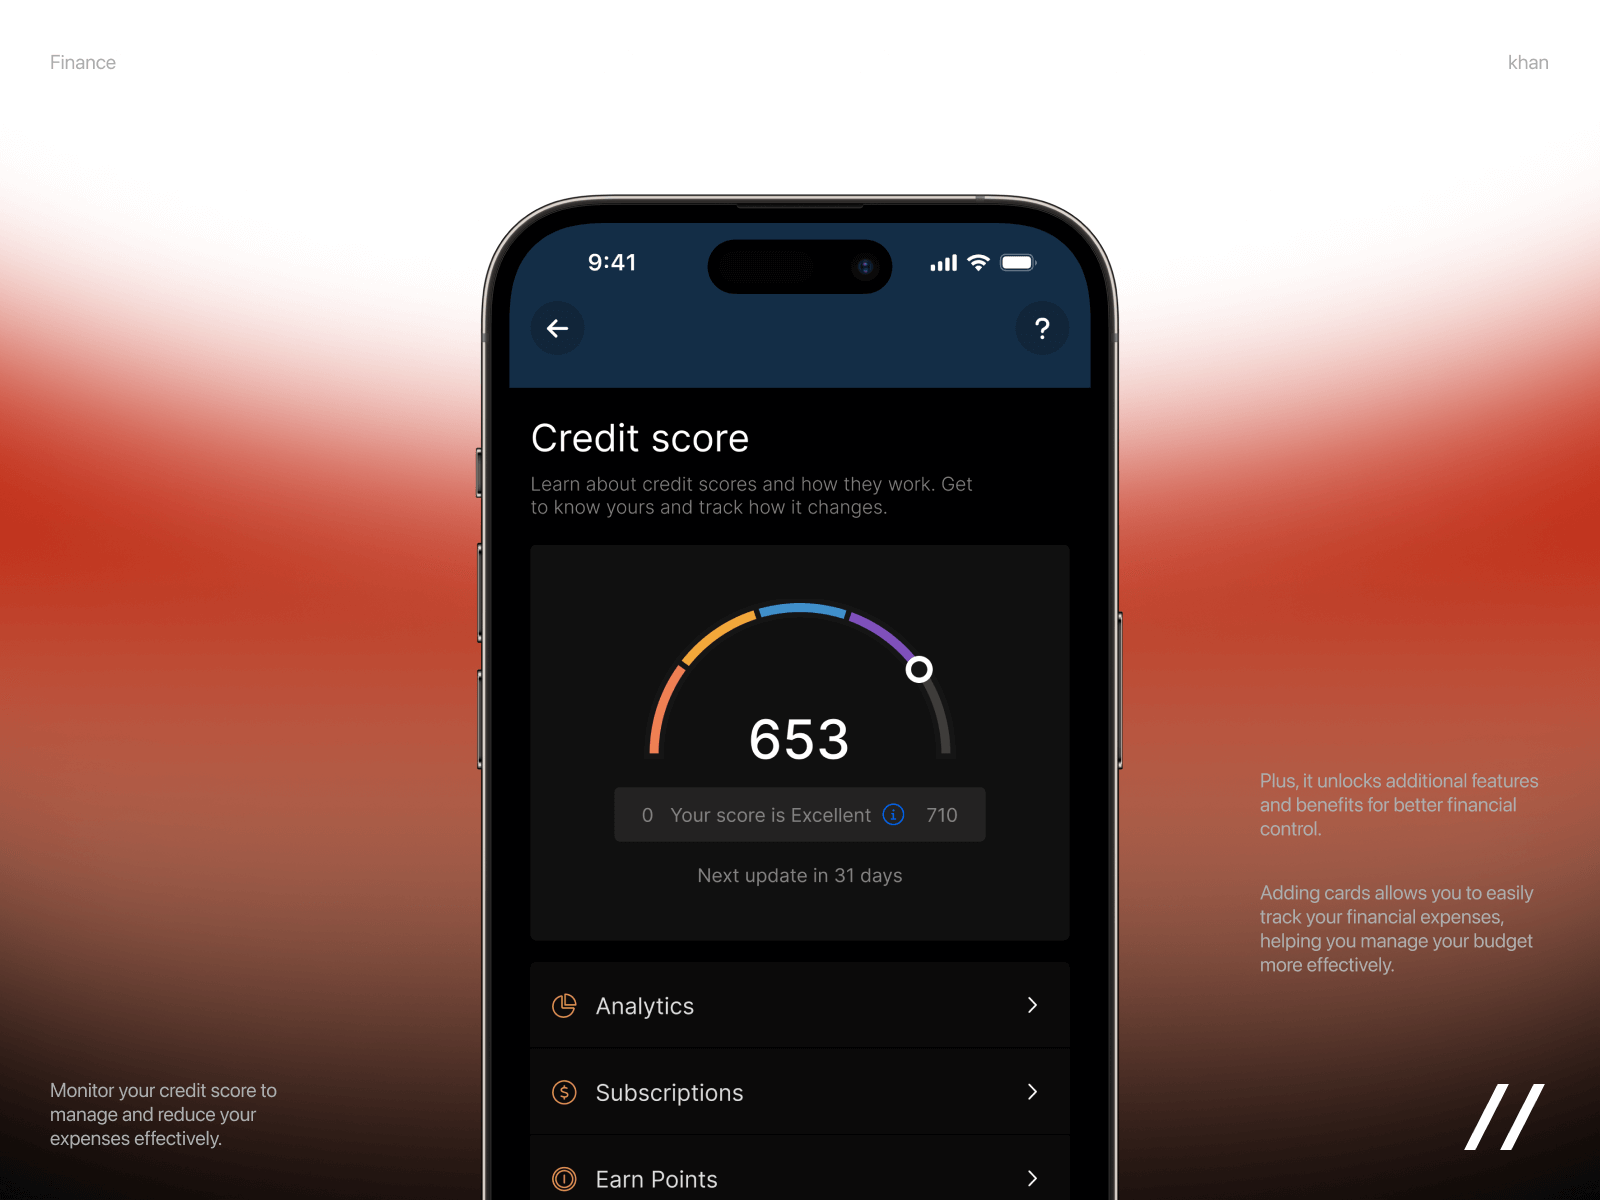 Finance
khan
9:41
?
Credit score
Learn about credit scores and how they work. Get
to know yours and track how it changes.
653
0 Your score is Excellent i 710
Next update in 31 days
Analytics
Subscriptions
Earn Points
Plus, it unlocks additional features
and benefits for better financial
control.
Adding cards allows you to easily
track your financial expenses,
helping you manage your budget
more effectively.
Monitor your credit score to
manage and reduce your
expenses effectively.